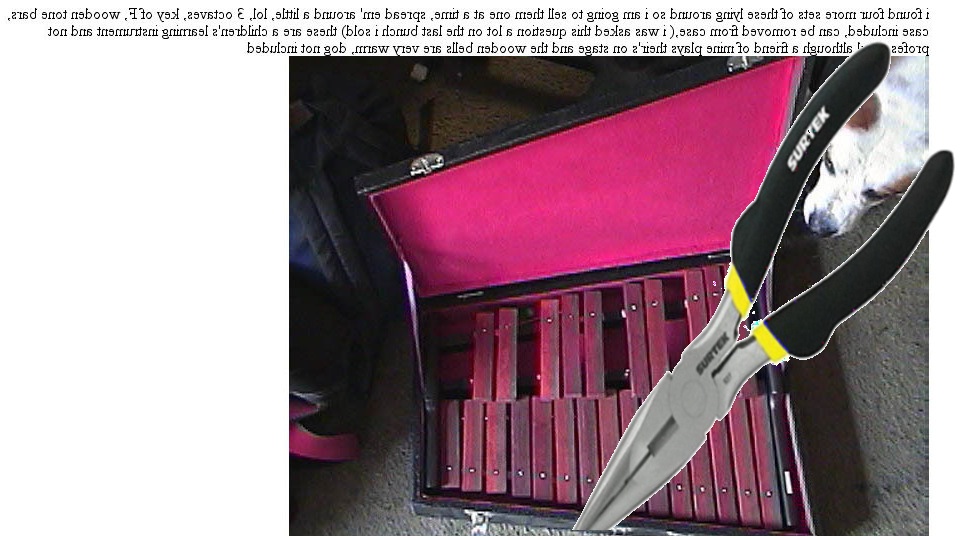 i found four more sets of these lying around so i am going to sell them one at a time, spread em' around a little, lol, 3 octaves, key of F, wooden tone bars,
case included, can be removed from case,( i was asked this question a lot on the last bunch i sold) these are a children's learning instrument and not
although a friend of mine plays their's on stage and the wooden bells are very warm, dog not included
SURTEK
SURTEK